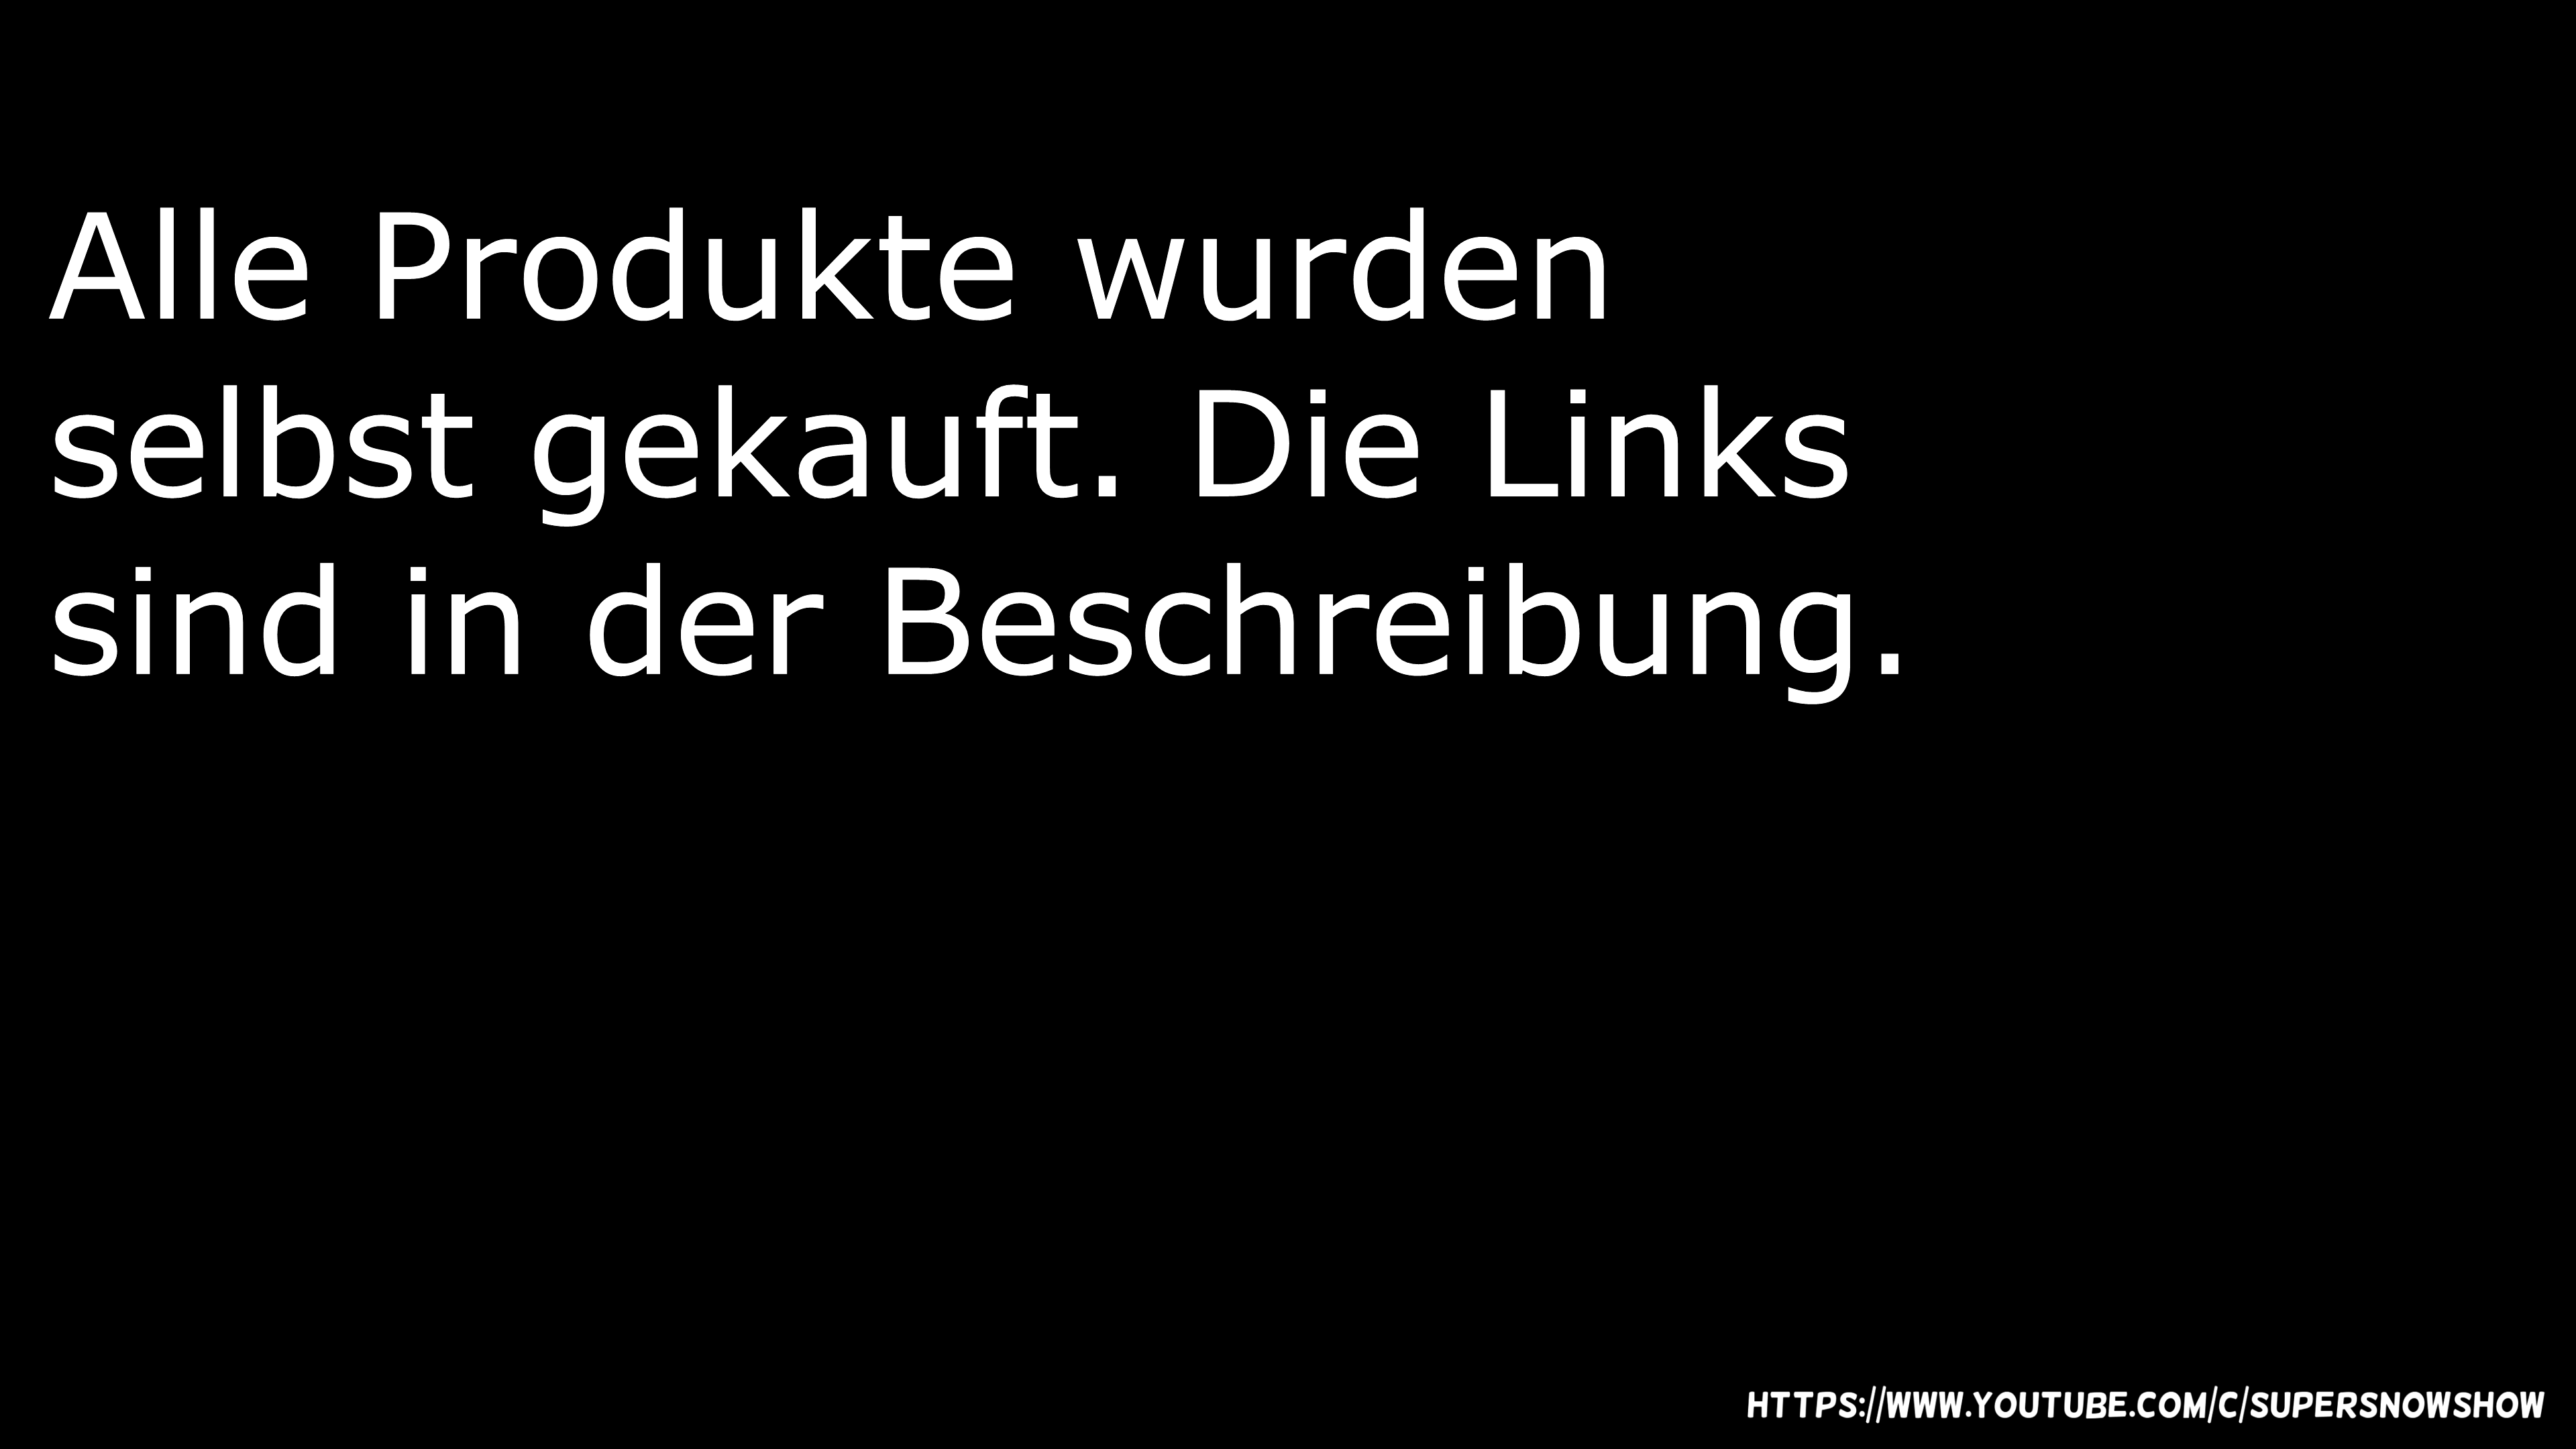 Alle Produkte wurden
selbst gekauft. Die Links
sind in der Beschreibung.
HTTPS://WWW.YOUTUBE.COM/C/SUPERSNOWSHOW